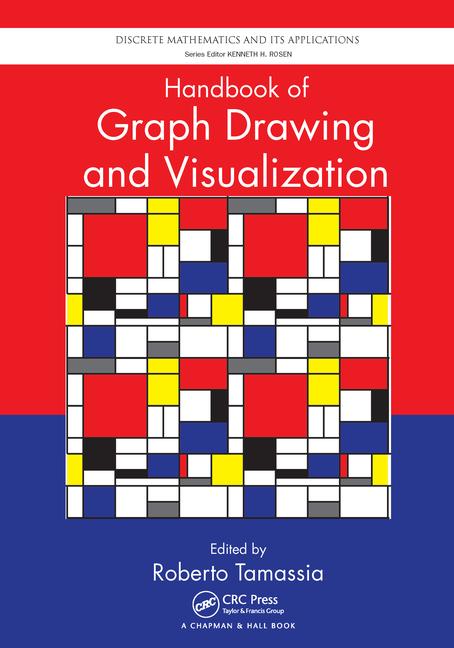 DISCRETE MATHEMATICS AND ITS APPLICATIONS
Series Editor KENNETH H. ROSEN
Handbook of
Graph Drawing
and Visualization
Edited by
Roberto Tamassia
CRC CRC Press
Taylor & Francis Group
A CHAPMAN & HALL BOOK